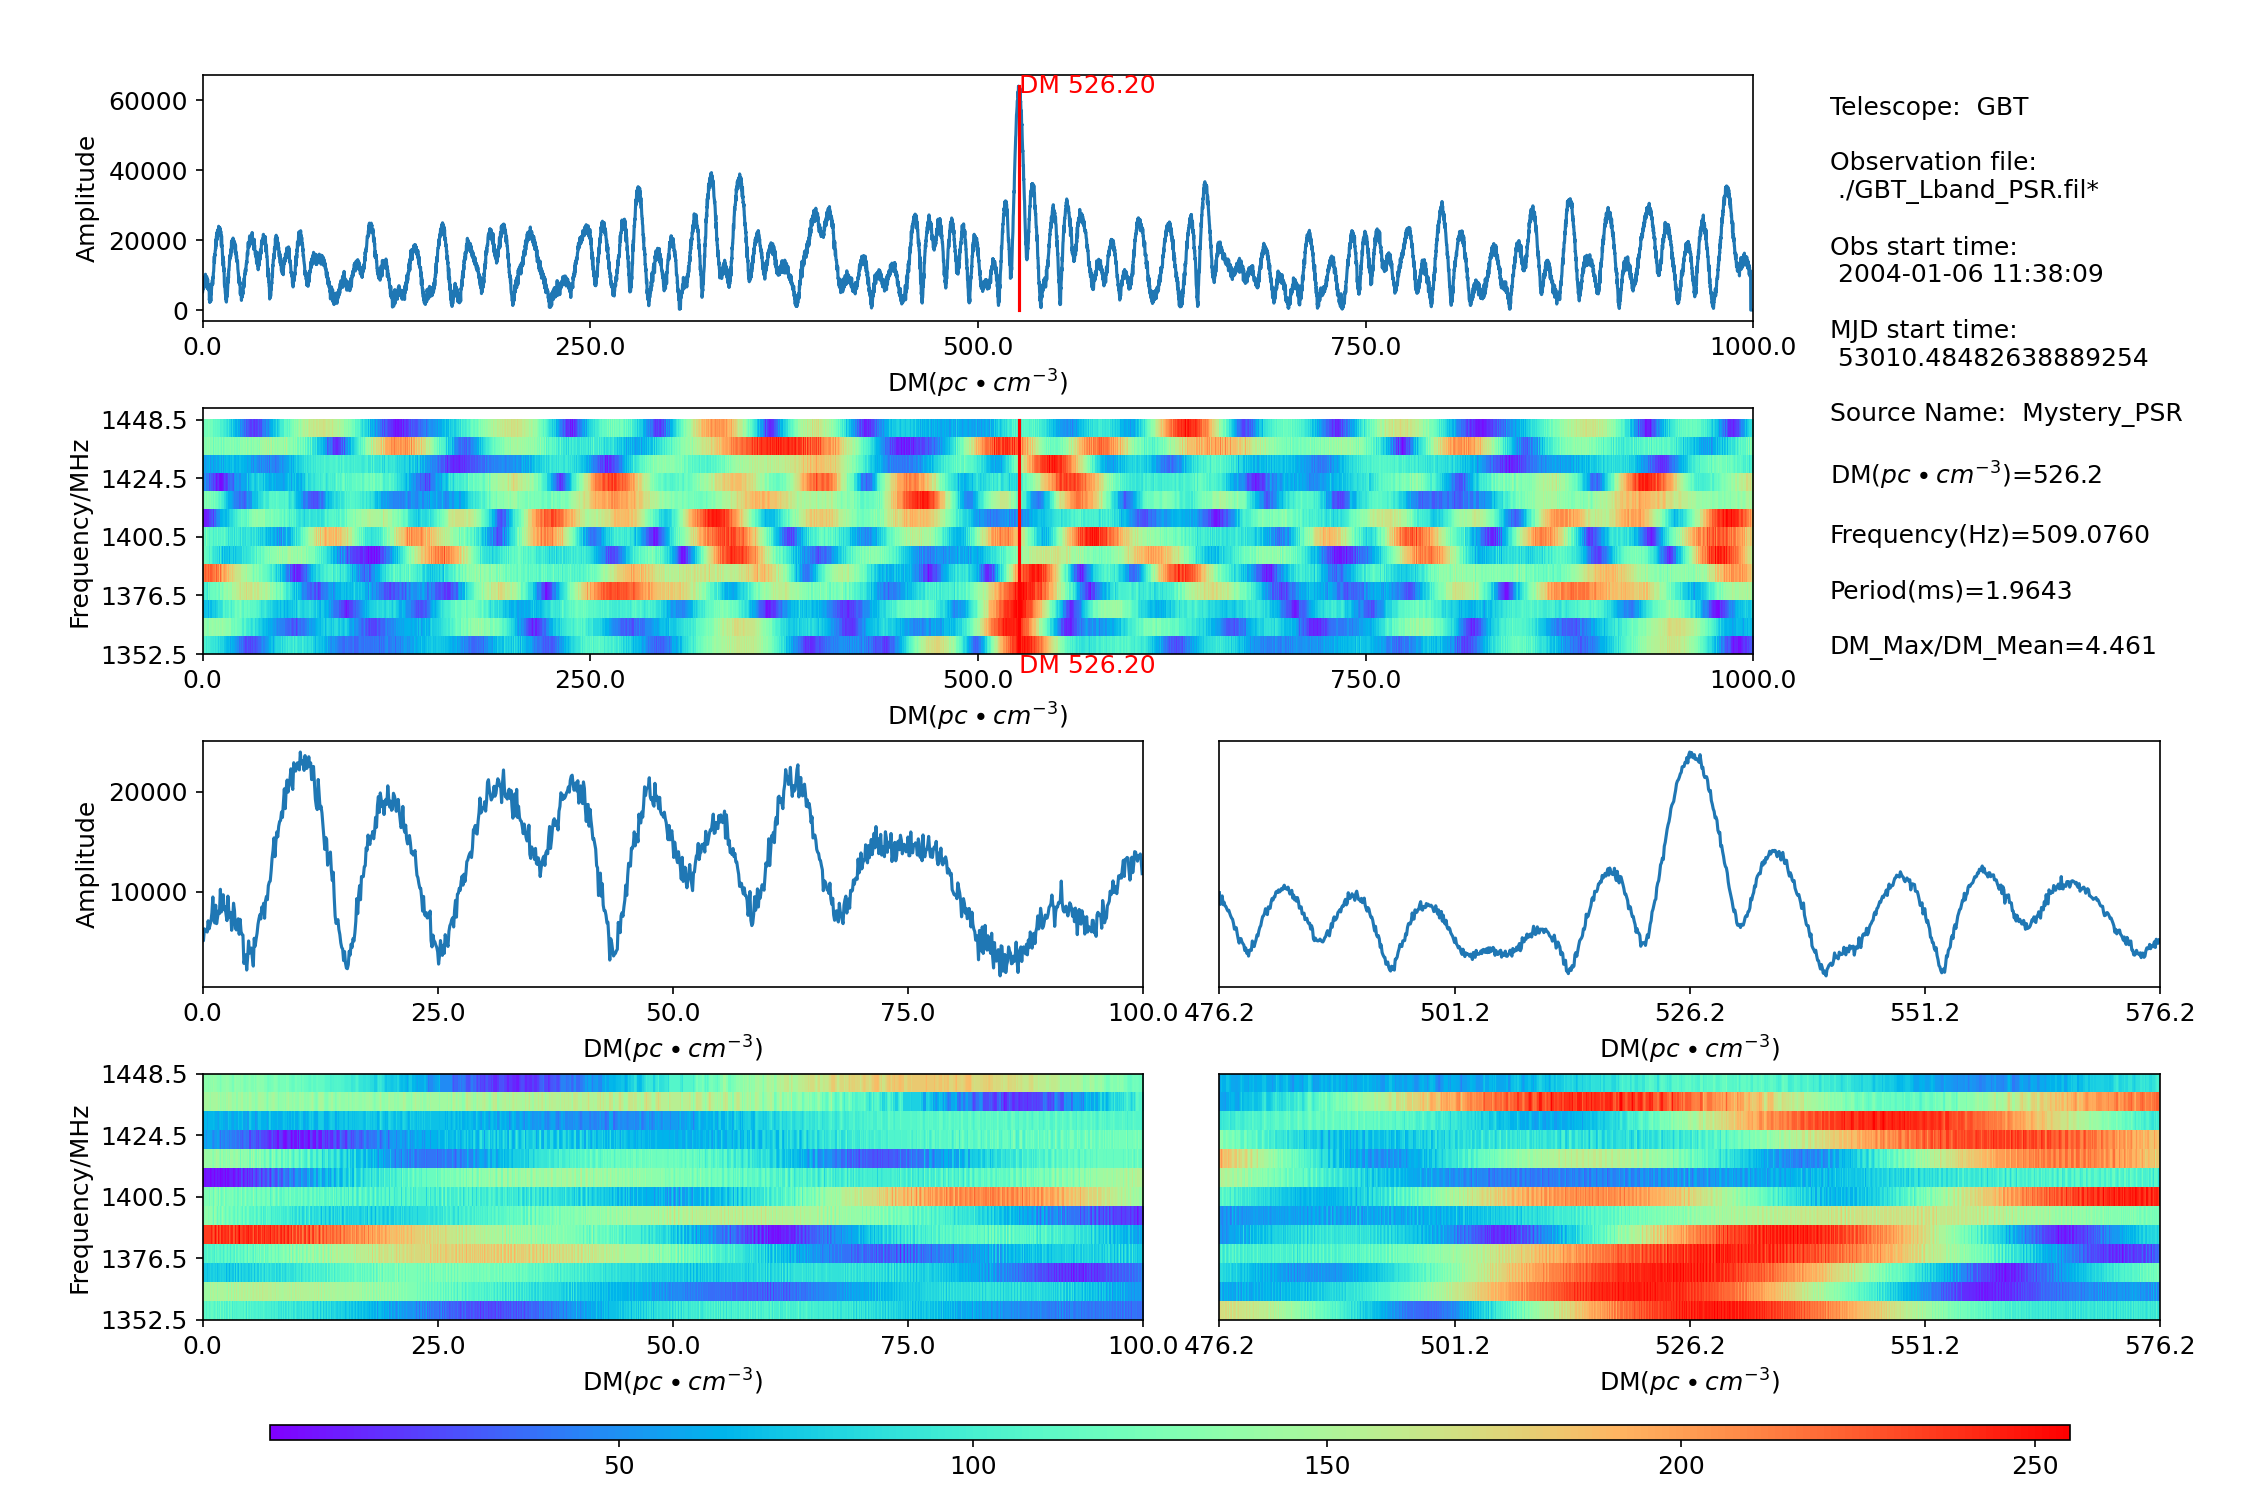 DM 526.20
60000
40000
20000
0
Amplitude
0.0 250.0 500.0 750.0 1000.0
DM(pc • cm⁻³)
Telescope:  GBT
Observation file:
./GBT_Lband_PSR.fil*
Obs start time:
2004-01-06 11:38:09
MJD start time:
53010.48482638889254
Source Name:  Mystery_PSR
DM(pc • cm⁻³)=526.2
Frequency(Hz)=509.0760
Period(ms)=1.9643
DM_Max/DM_Mean=4.461
1448.5
1424.5
1400.5
1376.5
1352.5
Frequency/MHz
DM 526.20
0.0 250.0 500.0 750.0 1000.0
DM(pc • cm⁻³)
20000
10000
Amplitude
0.0 25.0 50.0 75.0 100.0
DM(pc • cm⁻³)
476.2 501.2 526.2 551.2 576.2
DM(pc • cm⁻³)
1448.5
1424.5
1400.5
1376.5
1352.5
Frequency/MHz
0.0 25.0 50.0 75.0 100.0
DM(pc • cm⁻³)
476.2 501.2 526.2 551.2 576.2
DM(pc • cm⁻³)
50 100 150 200 250